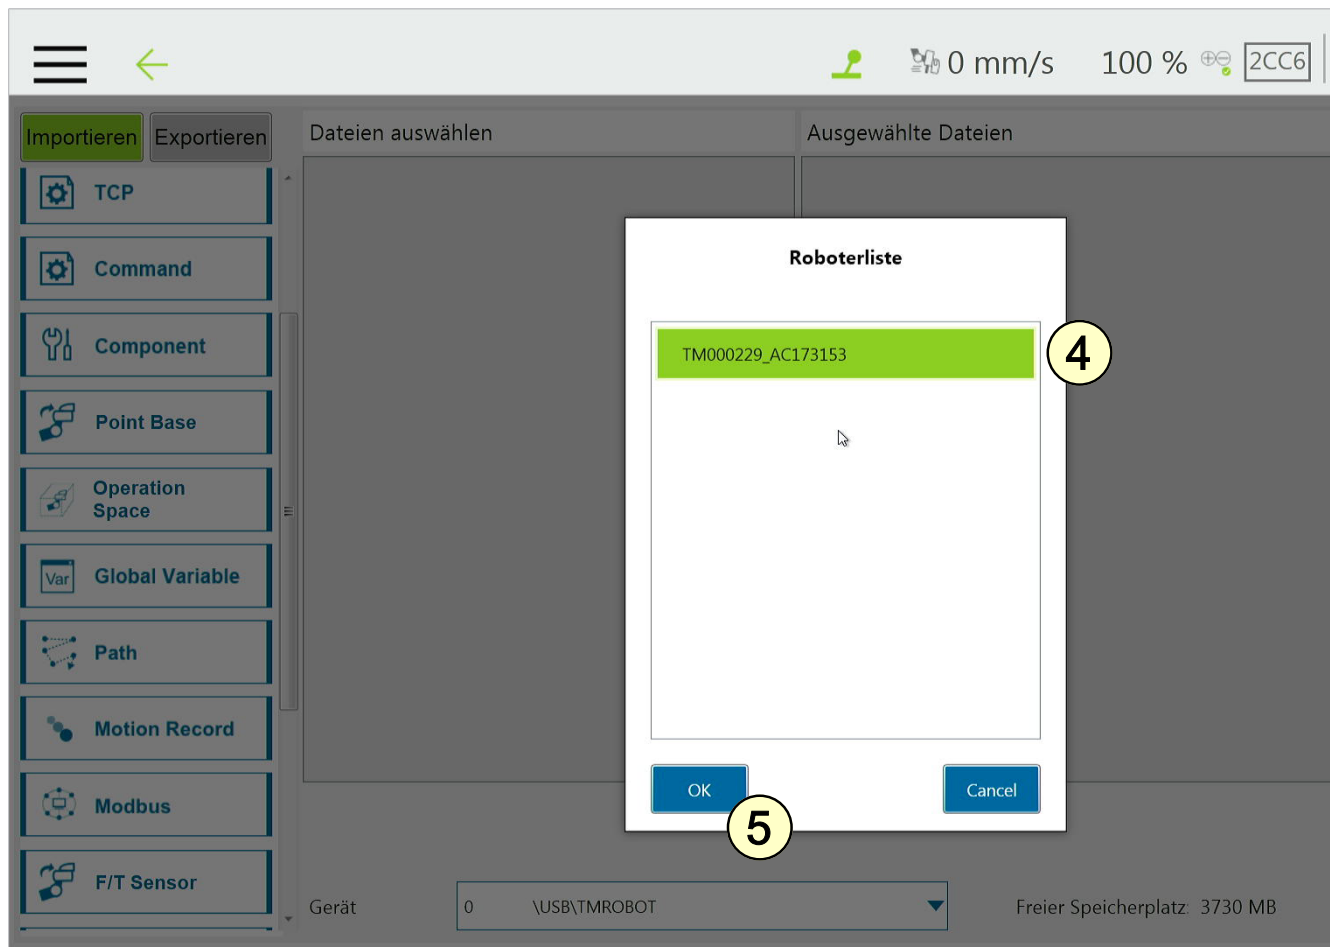 0 mm/s 100 % 2CC6
Importieren Exportieren
Dateien auswählen
Ausgewählte Dateien
TCP
Command
Component
Point Base
Operation
Space
Var
Global Variable
Path
Motion Record
Modbus
F/T Sensor
Roboterliste
TM000229_AC173153
4
OK
Cancel
5
Gerät
0 \USB\TMROBOT
Freier Speicherplatz: 3730 MB